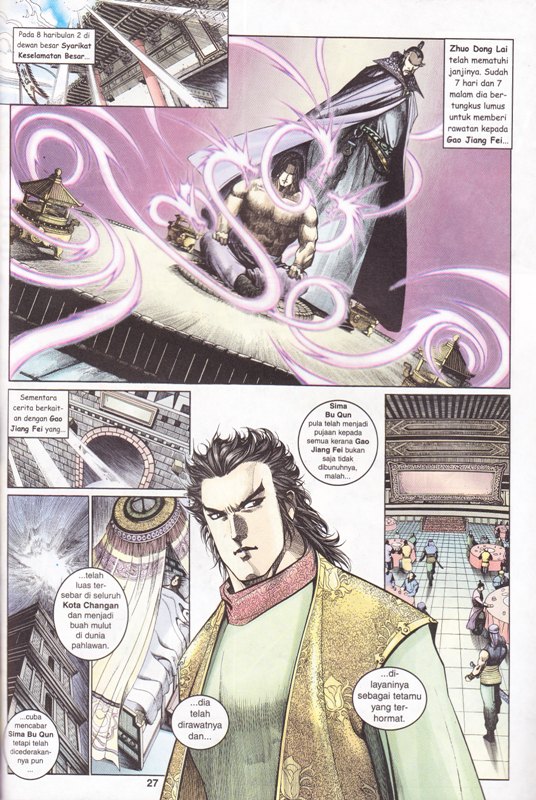 Pada 8 haribulan 2 di
dewan besar Syarikat
Keselamatan Besar...
Zhuo Dong Lai
telah mematuhi
janjinya. Sudah
7 hari dan 7
malam dia ber-
tungkus lumus
untuk memberi
rawatan kepada
Gao Jiang Fei...
Sementara
cerita berkait-
an dengan Gao
Jiang Fei yang...
...cuba
mencabar
Sima Bu Qun
tetapi telah
dicederakan-
nya pun
...
...telah
luas ter-
sebar di seluruh
Kota Changan
dan menjadi
buah mulut
di dunia
pahlawan.
Sima
Bu Qun
pula telah menjadi
pujaan kepada
semua kerana Gao
Jiang Fei bukan
saja tidak
dibunuhnya,
malah...
...dia
telah
dirawatnya
dan...
...di-
layaninya
sebagai tetamu
yang ter-
hormat.
27